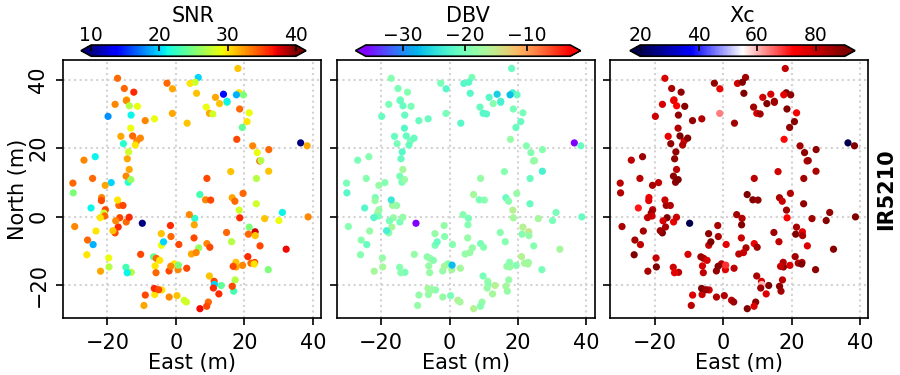 SNR DBV Xc
10 20 30 40 −30 −20 −10 20 40 60 80
40
20
0
−20
North (m)
IR5210
−20 0 20 40 −20 0 20 40 −20 0 20 40
East (m) East (m) East (m)